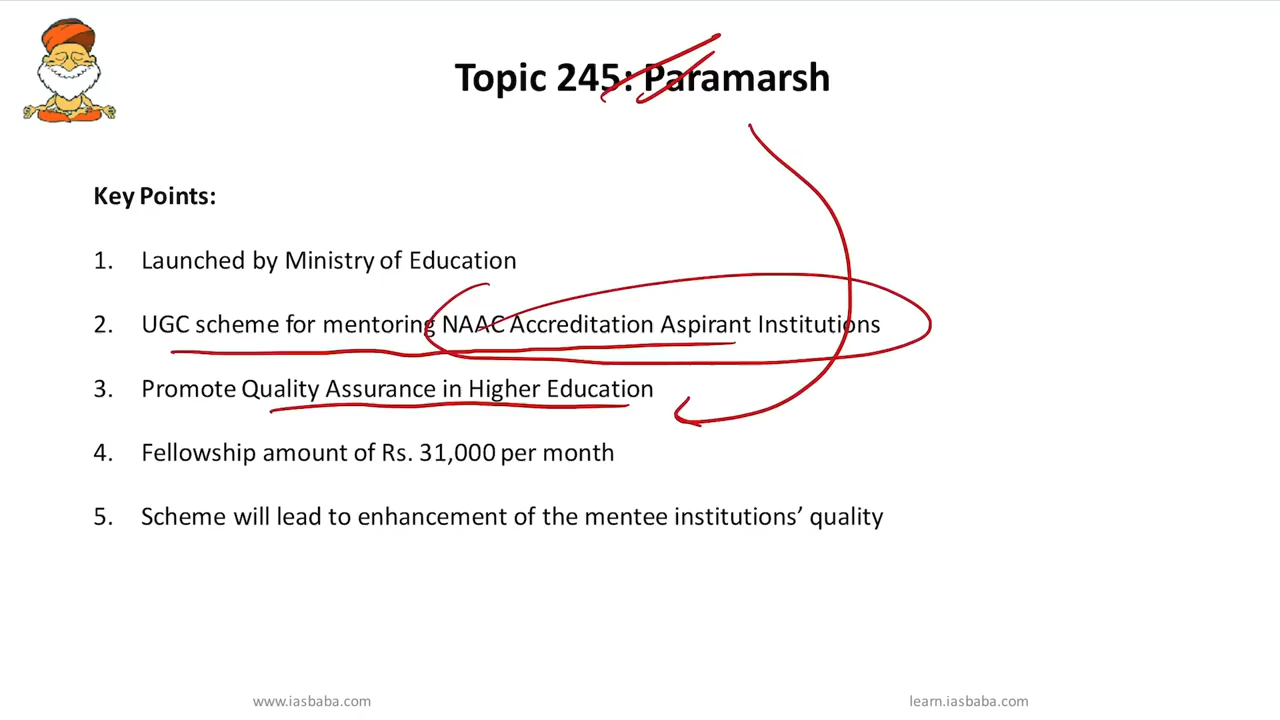 Topic 245: Paramarsh
Key Points:
1. Launched by Ministry of Education
2. UGC scheme for mentoring NAAC Accreditation Aspirant Institutions
3. Promote Quality Assurance in Higher Education
4. Fellowship amount of Rs. 31,000 per month
5. Scheme will lead to enhancement of the mentee institutions’ quality
www.iasbaba.com
learn.iasbaba.com